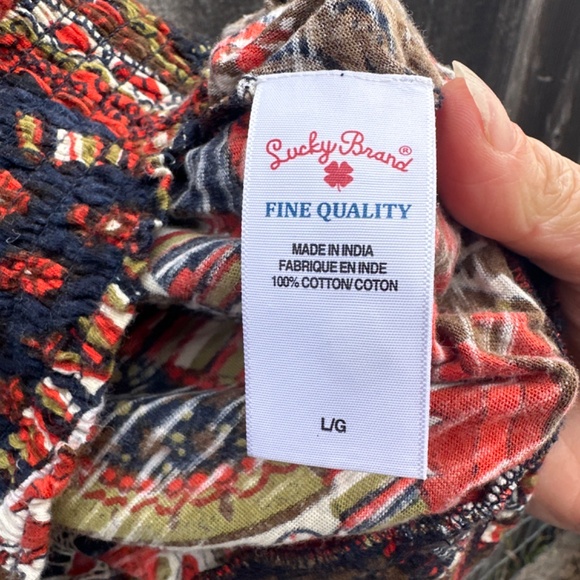 Lucky Brand®
FINE QUALITY
MADE IN INDIA
FABRIQUE EN INDE
100% COTTON/COTON
L/G